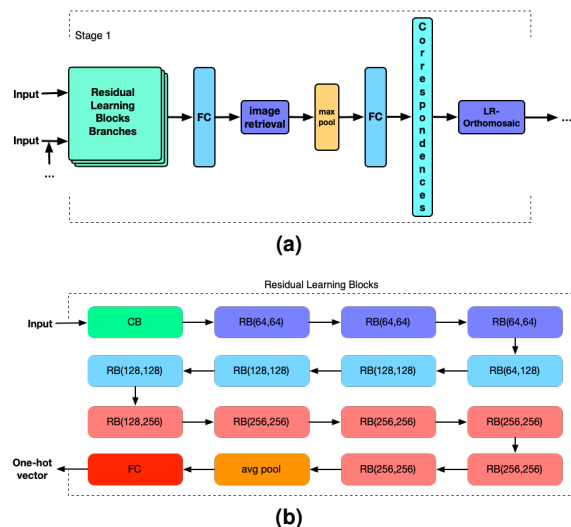 Stage 1
Input
Input
...
Residual
Learning
Blocks
Branches
FC
image
retrieval
max
pool
FC
Correspondences
LR-
Orthomosaic
...
(a)
Residual Learning Blocks
Input
CB
RB(64,64)
RB(64,64)
RB(64,64)
RB(128,128)
RB(128,128)
RB(128,128)
RB(64,128)
RB(128,256)
RB(256,256)
RB(256,256)
RB(256,256)
One-hot
vector
FC
avg pool
RB(256,256)
RB(256,256)
(b)